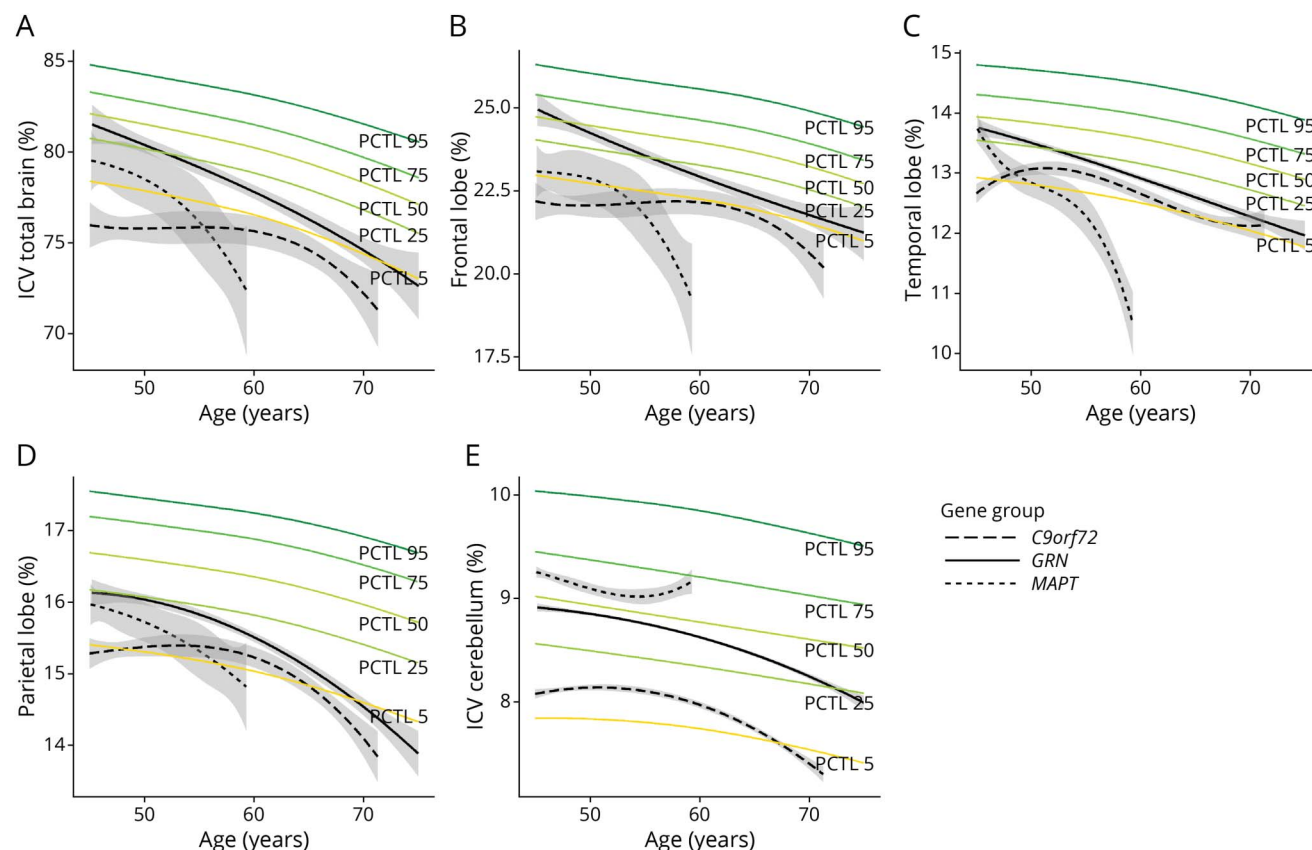 A
ICV total brain (%)
85
80
75
70
PCTL 95
PCTL 75
PCTL 50
PCTL 25
PCTL 5
50
60
70
Age (years)
B
Frontal lobe (%)
25.0
22.5
20.0
17.5
PCTL 95
PCTL 75
PCTL 50
PCTL 25
PCTL 5
50
60
70
Age (years)
C
Temporal lobe (%)
15
14
13
12
11
10
PCTL 95
PCTL 75
PCTL 50
PCTL 25
PCTL 5
50
60
70
Age (years)
D
Parietal lobe (%)
17
16
15
14
PCTL 95
PCTL 75
PCTL 50
PCTL 25
PCTL 5
50
60
70
Age (years)
E
ICV cerebellum (%)
10
9
8
PCTL 95
PCTL 75
PCTL 50
PCTL 25
PCTL 5
50
60
70
Age (years)
Gene group
C9orf72
GRN
MAPT